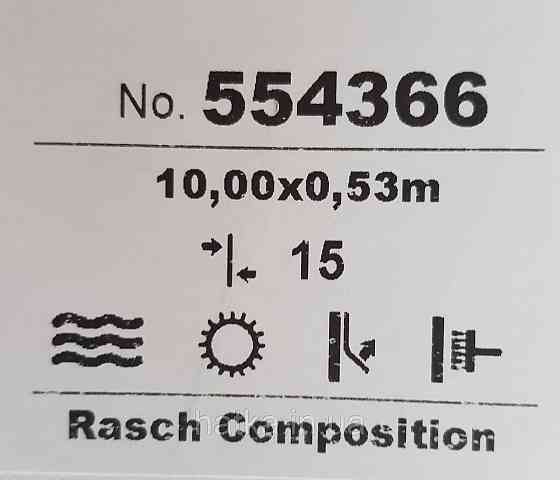 No. 554366
10,00x0,53m
15
Rasch Composition